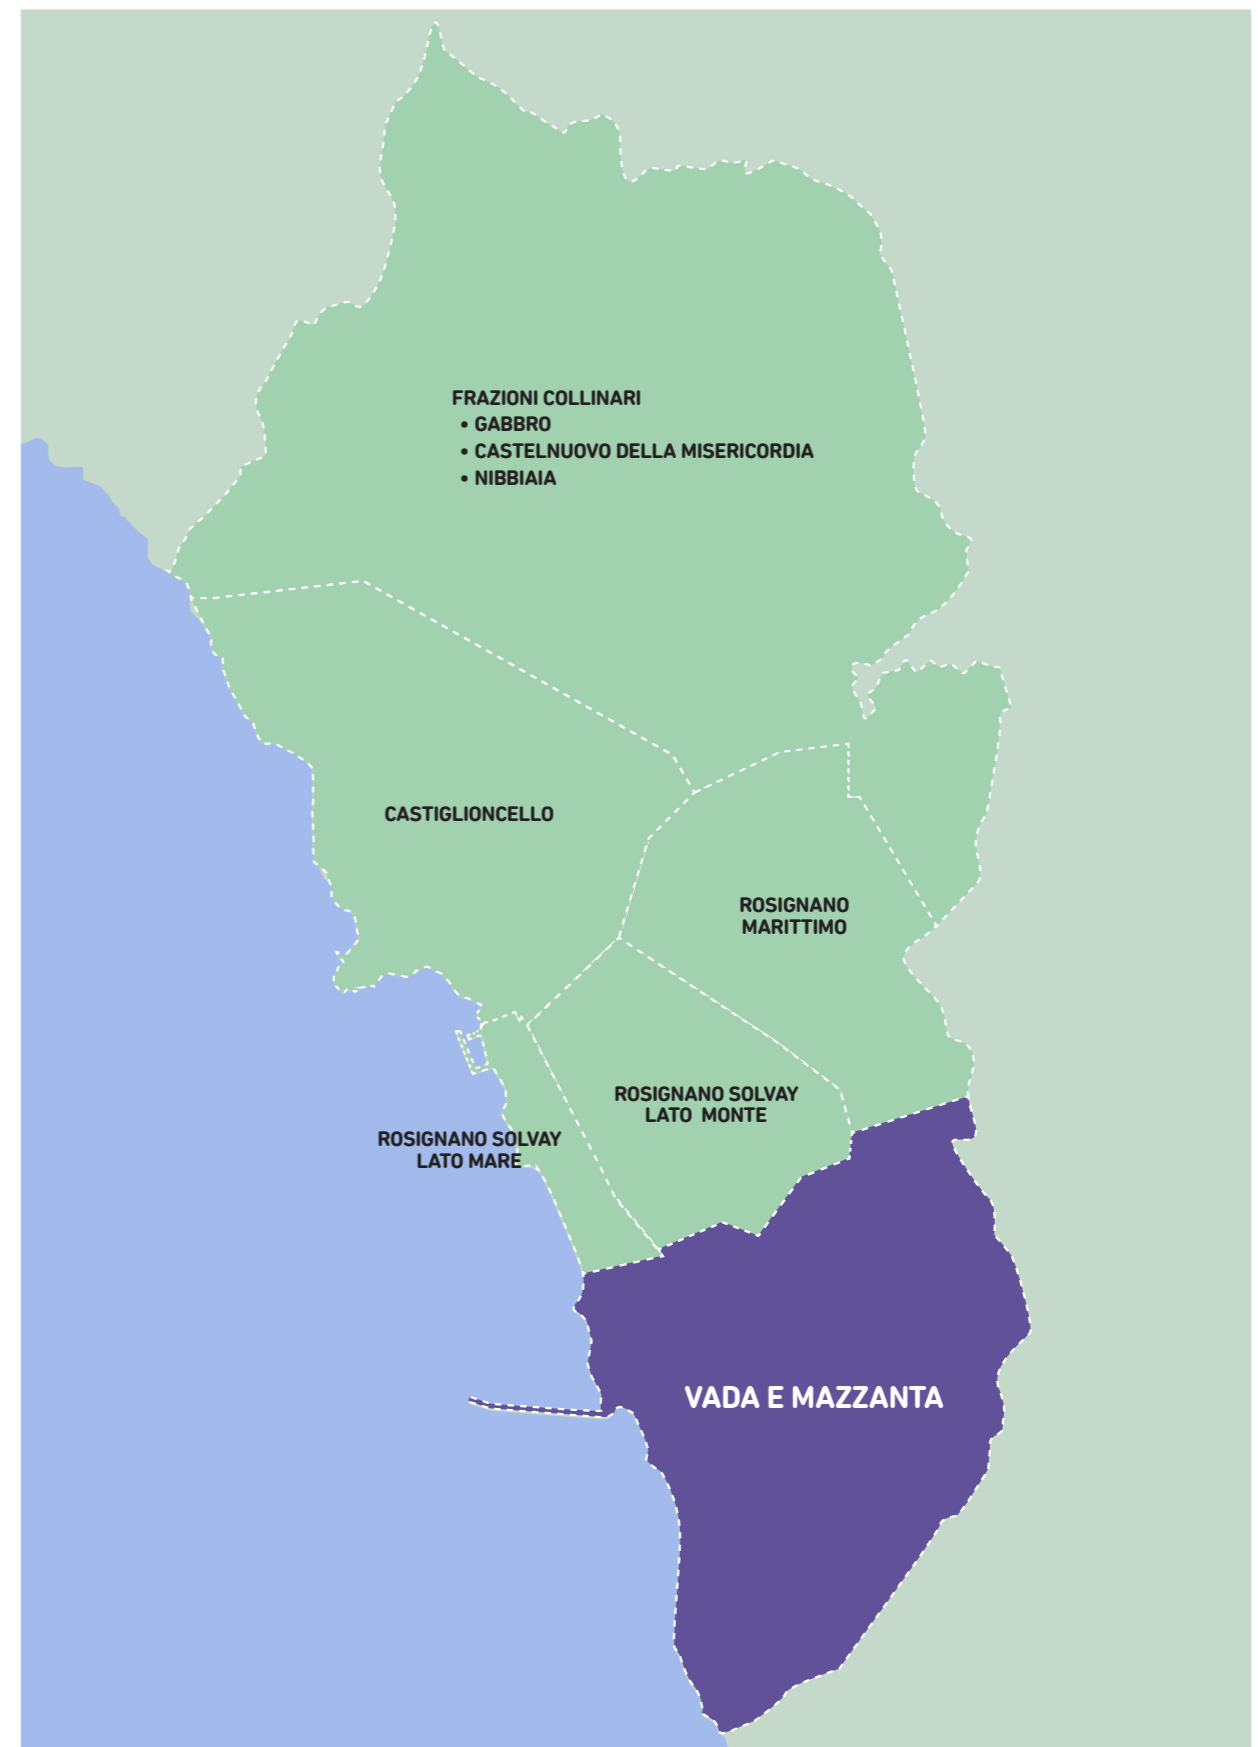 FRAZIONI COLLINARI
• GABBRO
• CASTELNUOVO DELLA MISERICORDIA
• NIBBIAIA
CASTIGLIONCELLO
ROSIGNANO
MARITTIMO
ROSIGNANO SOLVAY
LATO MONTE
ROSIGNANO SOLVAY
LATO MARE
VADA E MAZZANTA